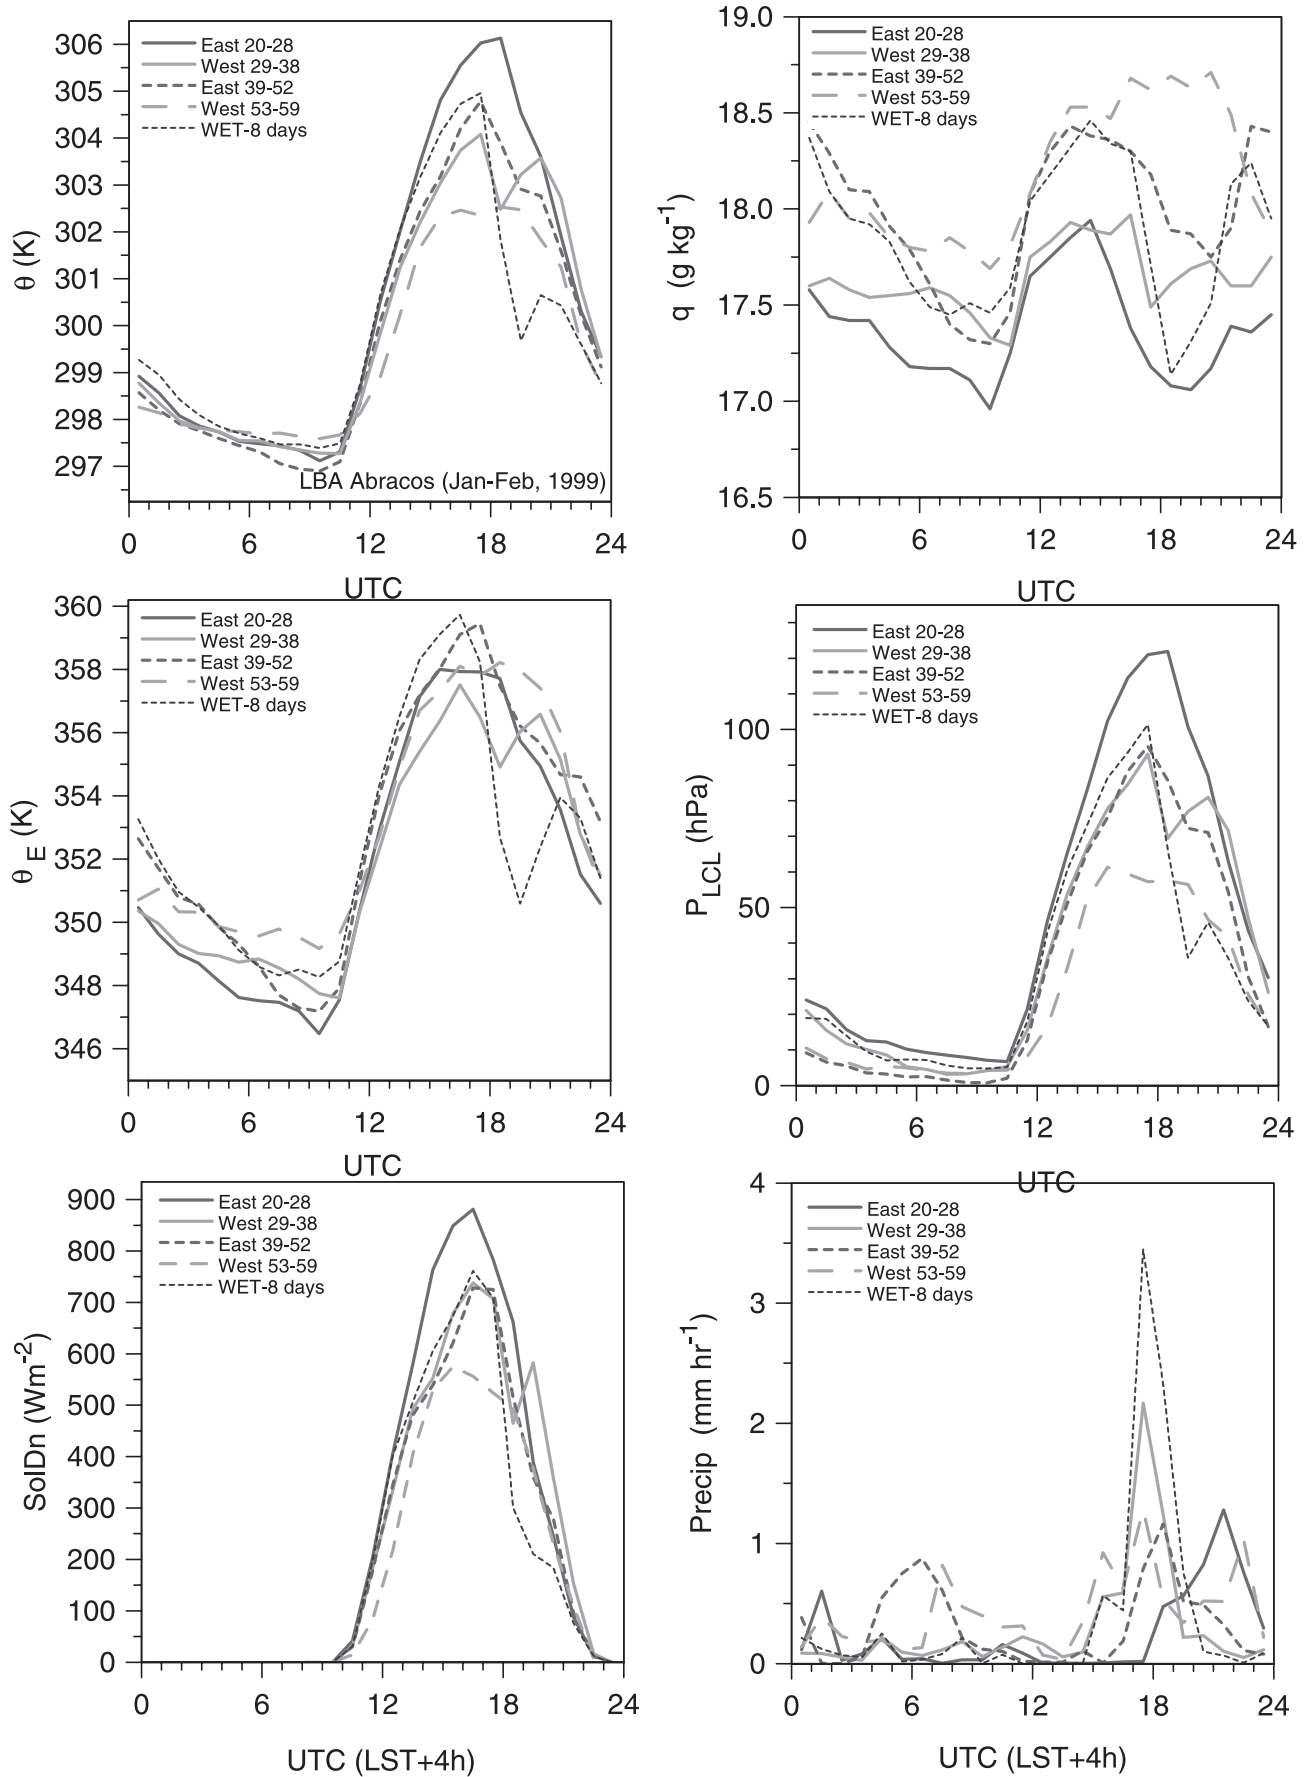 306
305
304
303
302
301
300
299
298
297
θ (K)
East 20-28
West 29-38
East 39-52
West 53-59
WET-8 days
LBA Abracos (Jan-Feb, 1999)
0 6 12 18 24
UTC
19.0
18.5
18.0
17.5
17.0
16.5
q (g kg-1)
East 20-28
West 29-38
East 39-52
West 53-59
WET-8 days
0 6 12 18 24
UTC
360
358
356
354
352
350
348
346
θE (K)
East 20-28
West 29-38
East 39-52
West 53-59
WET-8 days
0 6 12 18 24
UTC
100
50
0
PLCL (hPa)
East 20-28
West 29-38
East 39-52
West 53-59
WET-8 days
0 6 12 18 24
UTC
900
800
700
600
500
400
300
200
100
0
SolDn (Wm-2)
East 20-28
West 29-38
East 39-52
West 53-59
WET-8 days
0 6 12 18 24
UTC (LST+4h)
4
3
2
1
0
Precip (mm hr-1)
East 20-28
West 29-38
East 39-52
West 53-59
WET-8 days
0 6 12 18 24
UTC (LST+4h)